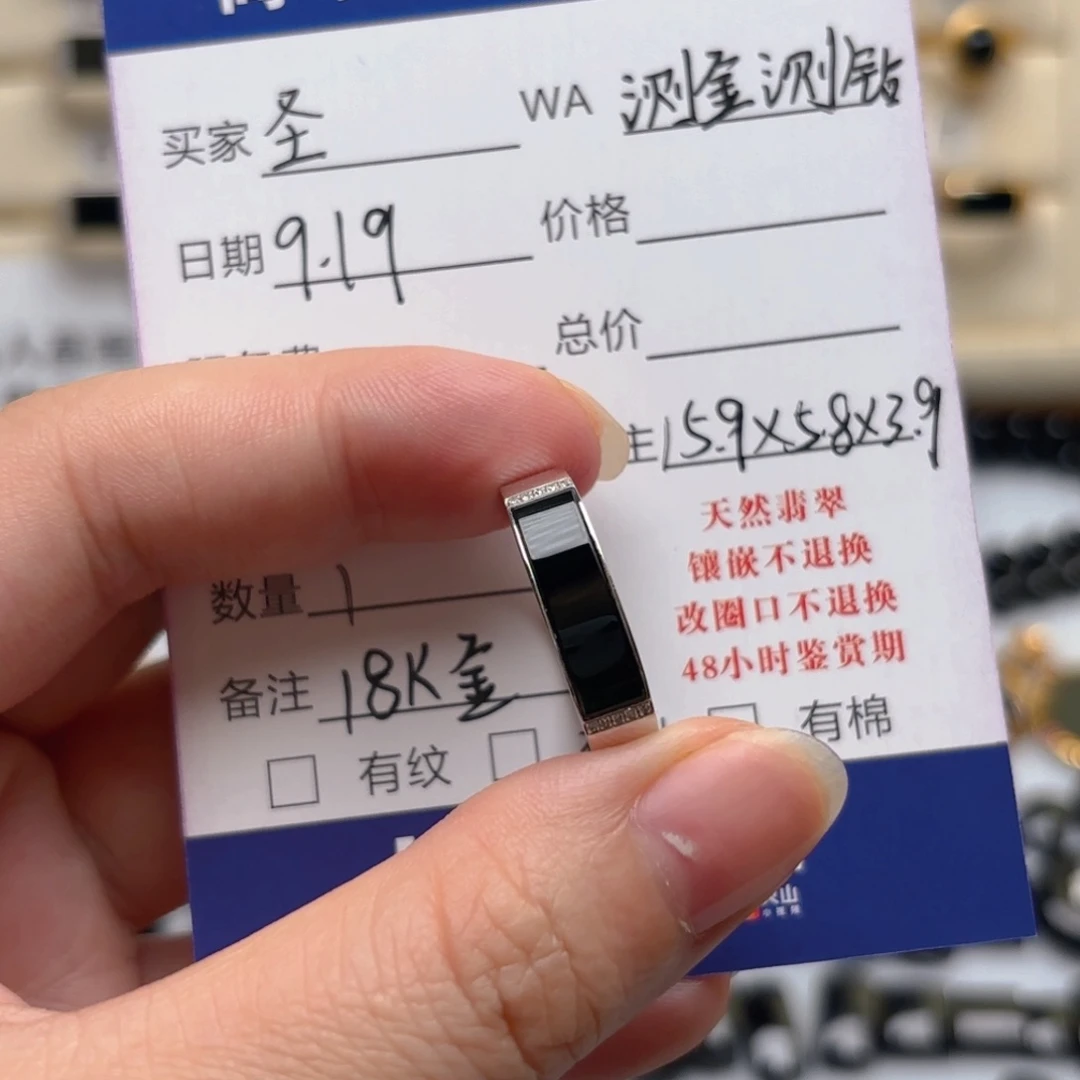 买家 圣 WA 测金测钻
日期 9.19 价格
总价
主 15.9×5.8×3.9
天然翡翠
镶嵌不退换
改圈口不退换
48小时鉴赏期
数量 1
备注 18K金
有纹 有棉